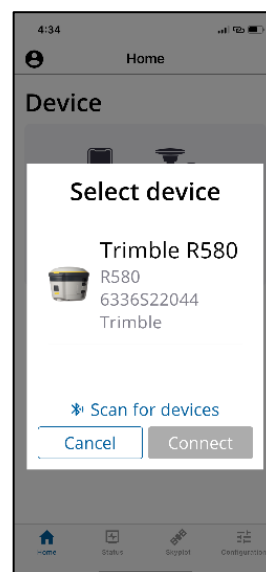 4:34
Home
Device
Select device
Trimble R580
R580
6336S22044
Trimble
Scan for devices
Cancel
Connect
Home
Status
Skyplot
Configuration